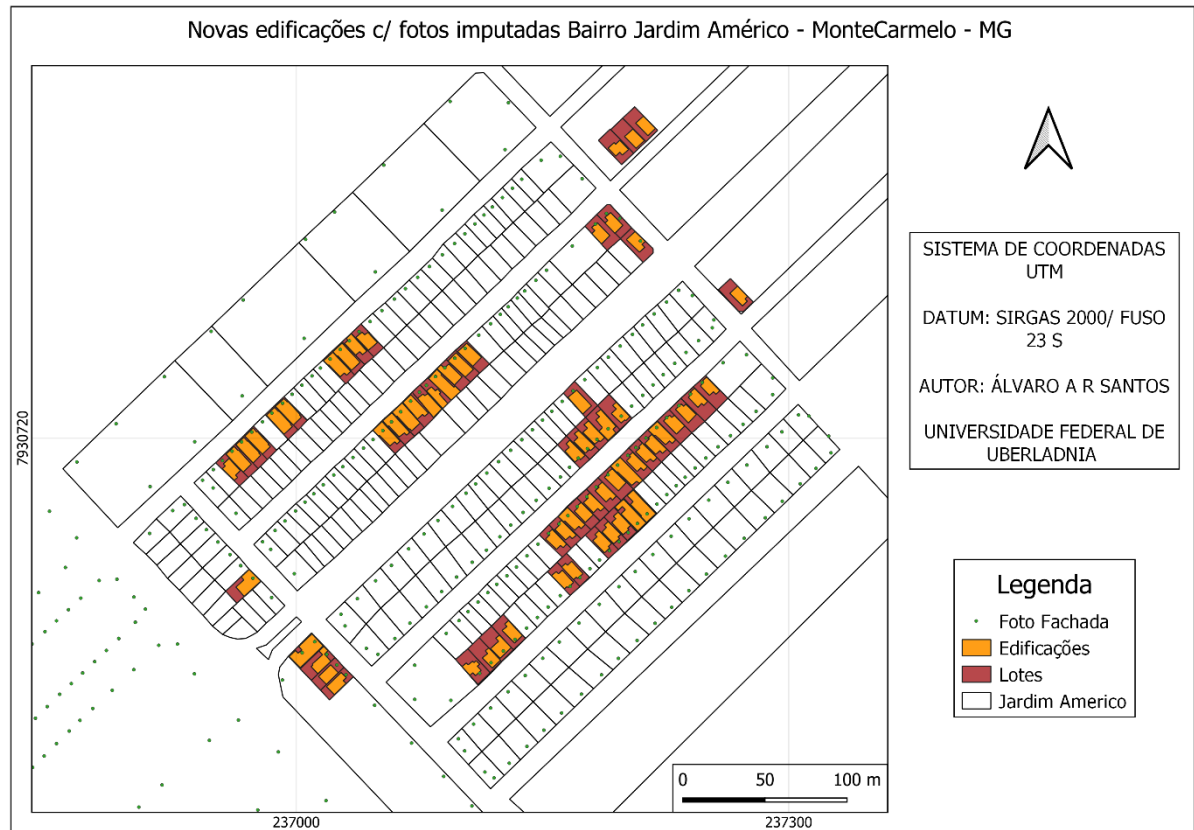 Novas edificações c/ fotos imputadas Bairro Jardim Américo - MonteCarmelo - MG
SISTEMA DE COORDENADAS
UTM
DATUM: SIRGAS 2000/ FUSO
23 S
AUTOR: ÁLVARO A R SANTOS
UNIVERSIDADE FEDERAL DE
UBERLADNIA
7930720
Legenda
Foto Fachada
Edificações
Lotes
Jardim Americo
0 50 100 m
237000 237300